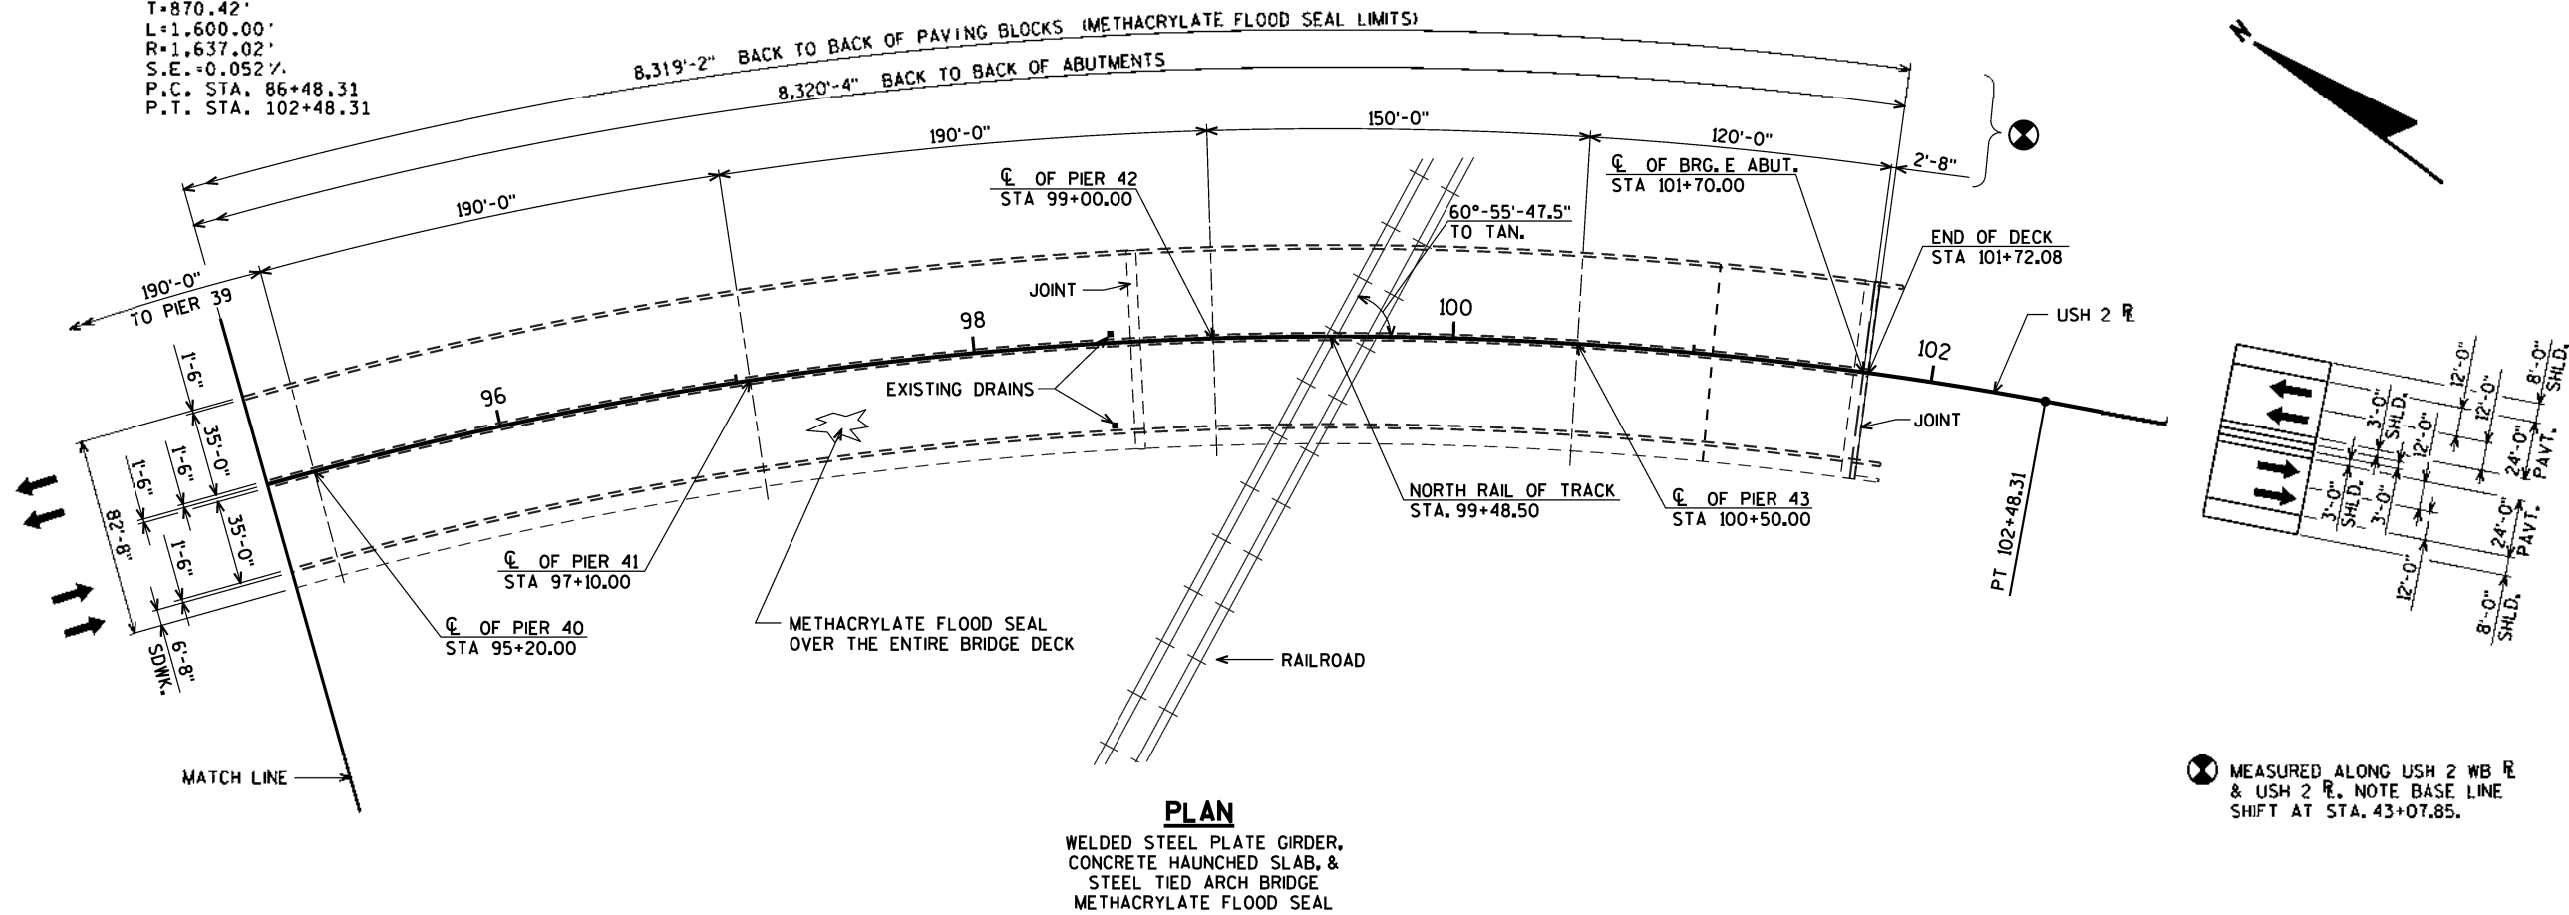 T=870.42'
L=1,600.00'
R=1,637.02'
S.E.=0.052%
P.C. STA. 86+48.31
P.T. STA. 102+48.31
8,319'-2" BACK TO BACK OF PAVING BLOCKS (METHACRYLATE FLOOD SEAL LIMITS)
8,320'-4" BACK TO BACK OF ABUTMENTS
190'-0"
TO PIER 39
190'-0"
190'-0"
150'-0"
120'-0"
2'-8"
N
℄ OF PIER 42
STA 99+00.00
℄ OF BRG. E ABUT.
STA 101+70.00
60°-55'-47.5"
TO TAN.
END OF DECK
STA 101+72.08
JOINT
96
98
100
102
USH 2 ℞
EXISTING DRAINS
JOINT
1'-6"
35'-0"
1'-6"
1'-6"
82'-8"
35'-0"
1'-6"
6'-8"
SDWK.
℄ OF PIER 40
STA 95+20.00
℄ OF PIER 41
STA 97+10.00
METHACRYLATE FLOOD SEAL
OVER THE ENTIRE BRIDGE DECK
NORTH RAIL OF TRACK
STA. 99+48.50
℄ OF PIER 43
STA 100+50.00
PT 102+48.31
RAILROAD
MATCH LINE
12'-0"
8'-0"
SHLD.
12'-0"
3'-0"
SHLD.
12'-0"
24'-0"
PAVT.
3'-0"
SHLD.
3'-0"
24'-0"
PAVT.
12'-0"
8'-0"
SHLD.
MEASURED ALONG USH 2 WB ℞
& USH 2 ℞. NOTE BASE LINE
SHIFT AT STA. 43+07.85.
PLAN
WELDED STEEL PLATE GIRDER,
CONCRETE HAUNCHED SLAB, &
STEEL TIED ARCH BRIDGE
METHACRYLATE FLOOD SEAL